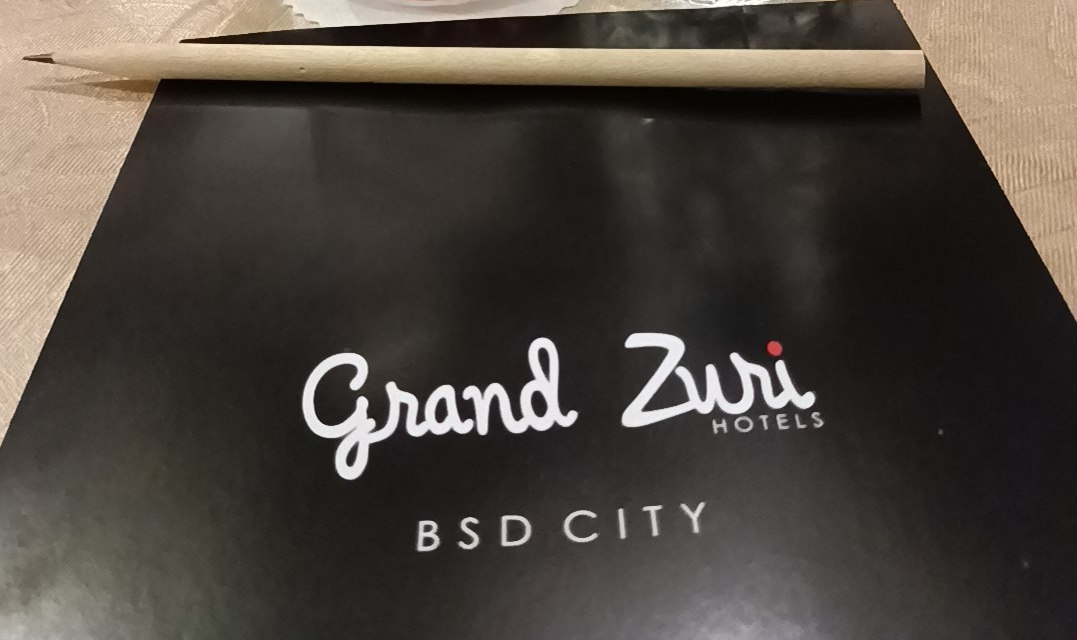 Grand Zuri
HOTELS
BSD CITY